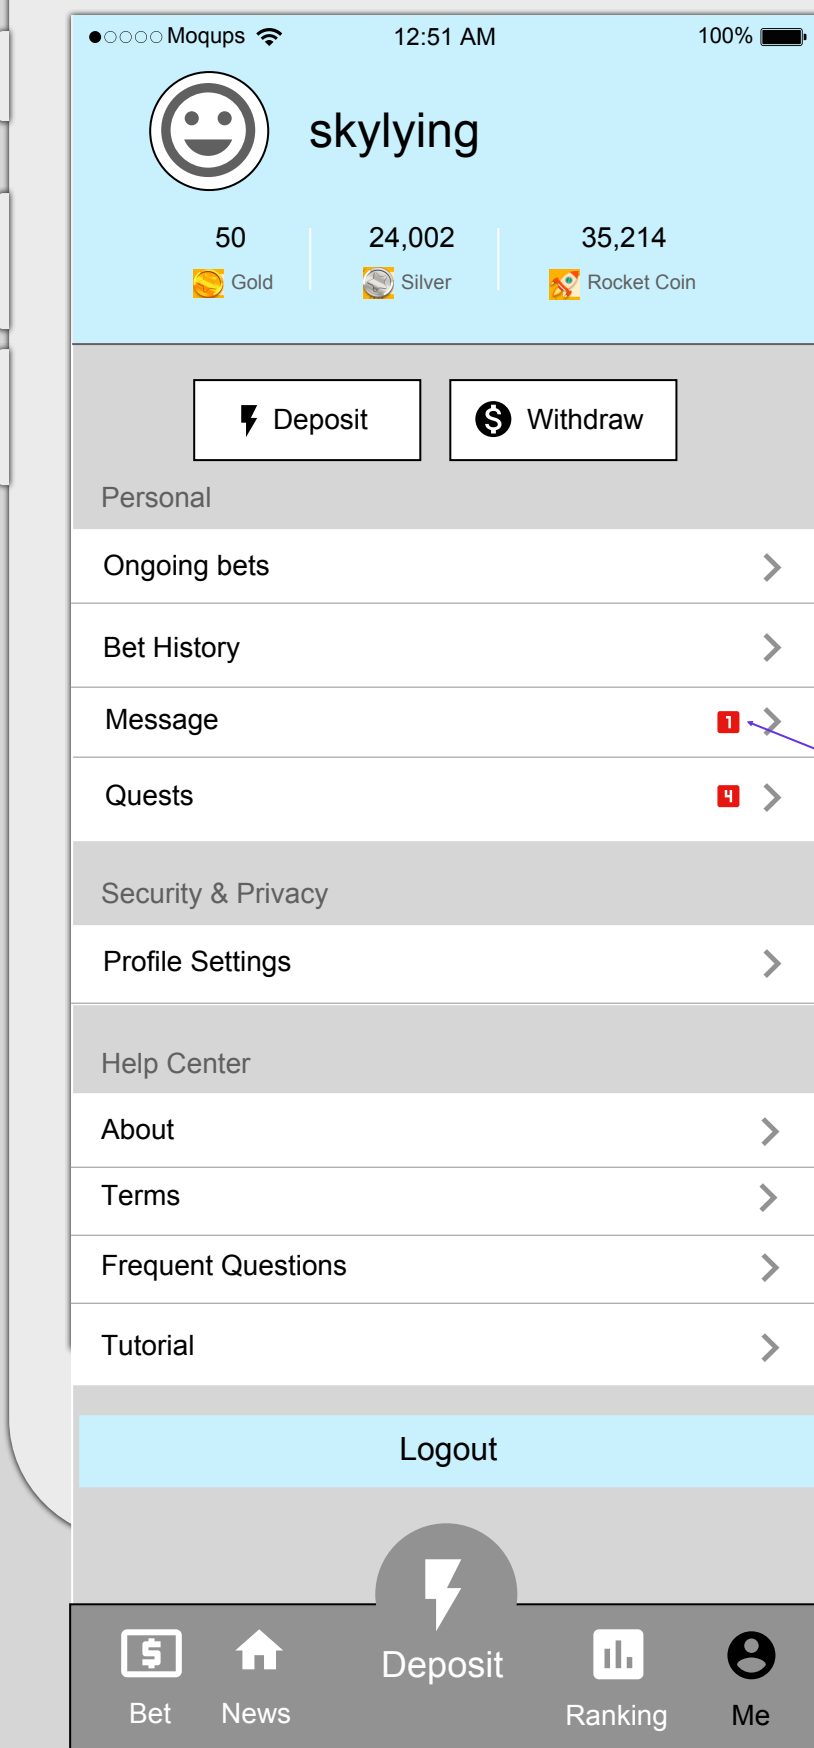 Moqups 12:51 AM 100%
skylying
50 24,002 35,214
Gold Silver Rocket Coin
Deposit Withdraw
Personal
Ongoing bets
Bet History
Message 1
Quests 4
Security & Privacy
Profile Settings
Help Center
About
Terms
Frequent Questions
Tutorial
Logout
Deposit
Bet News Ranking Me